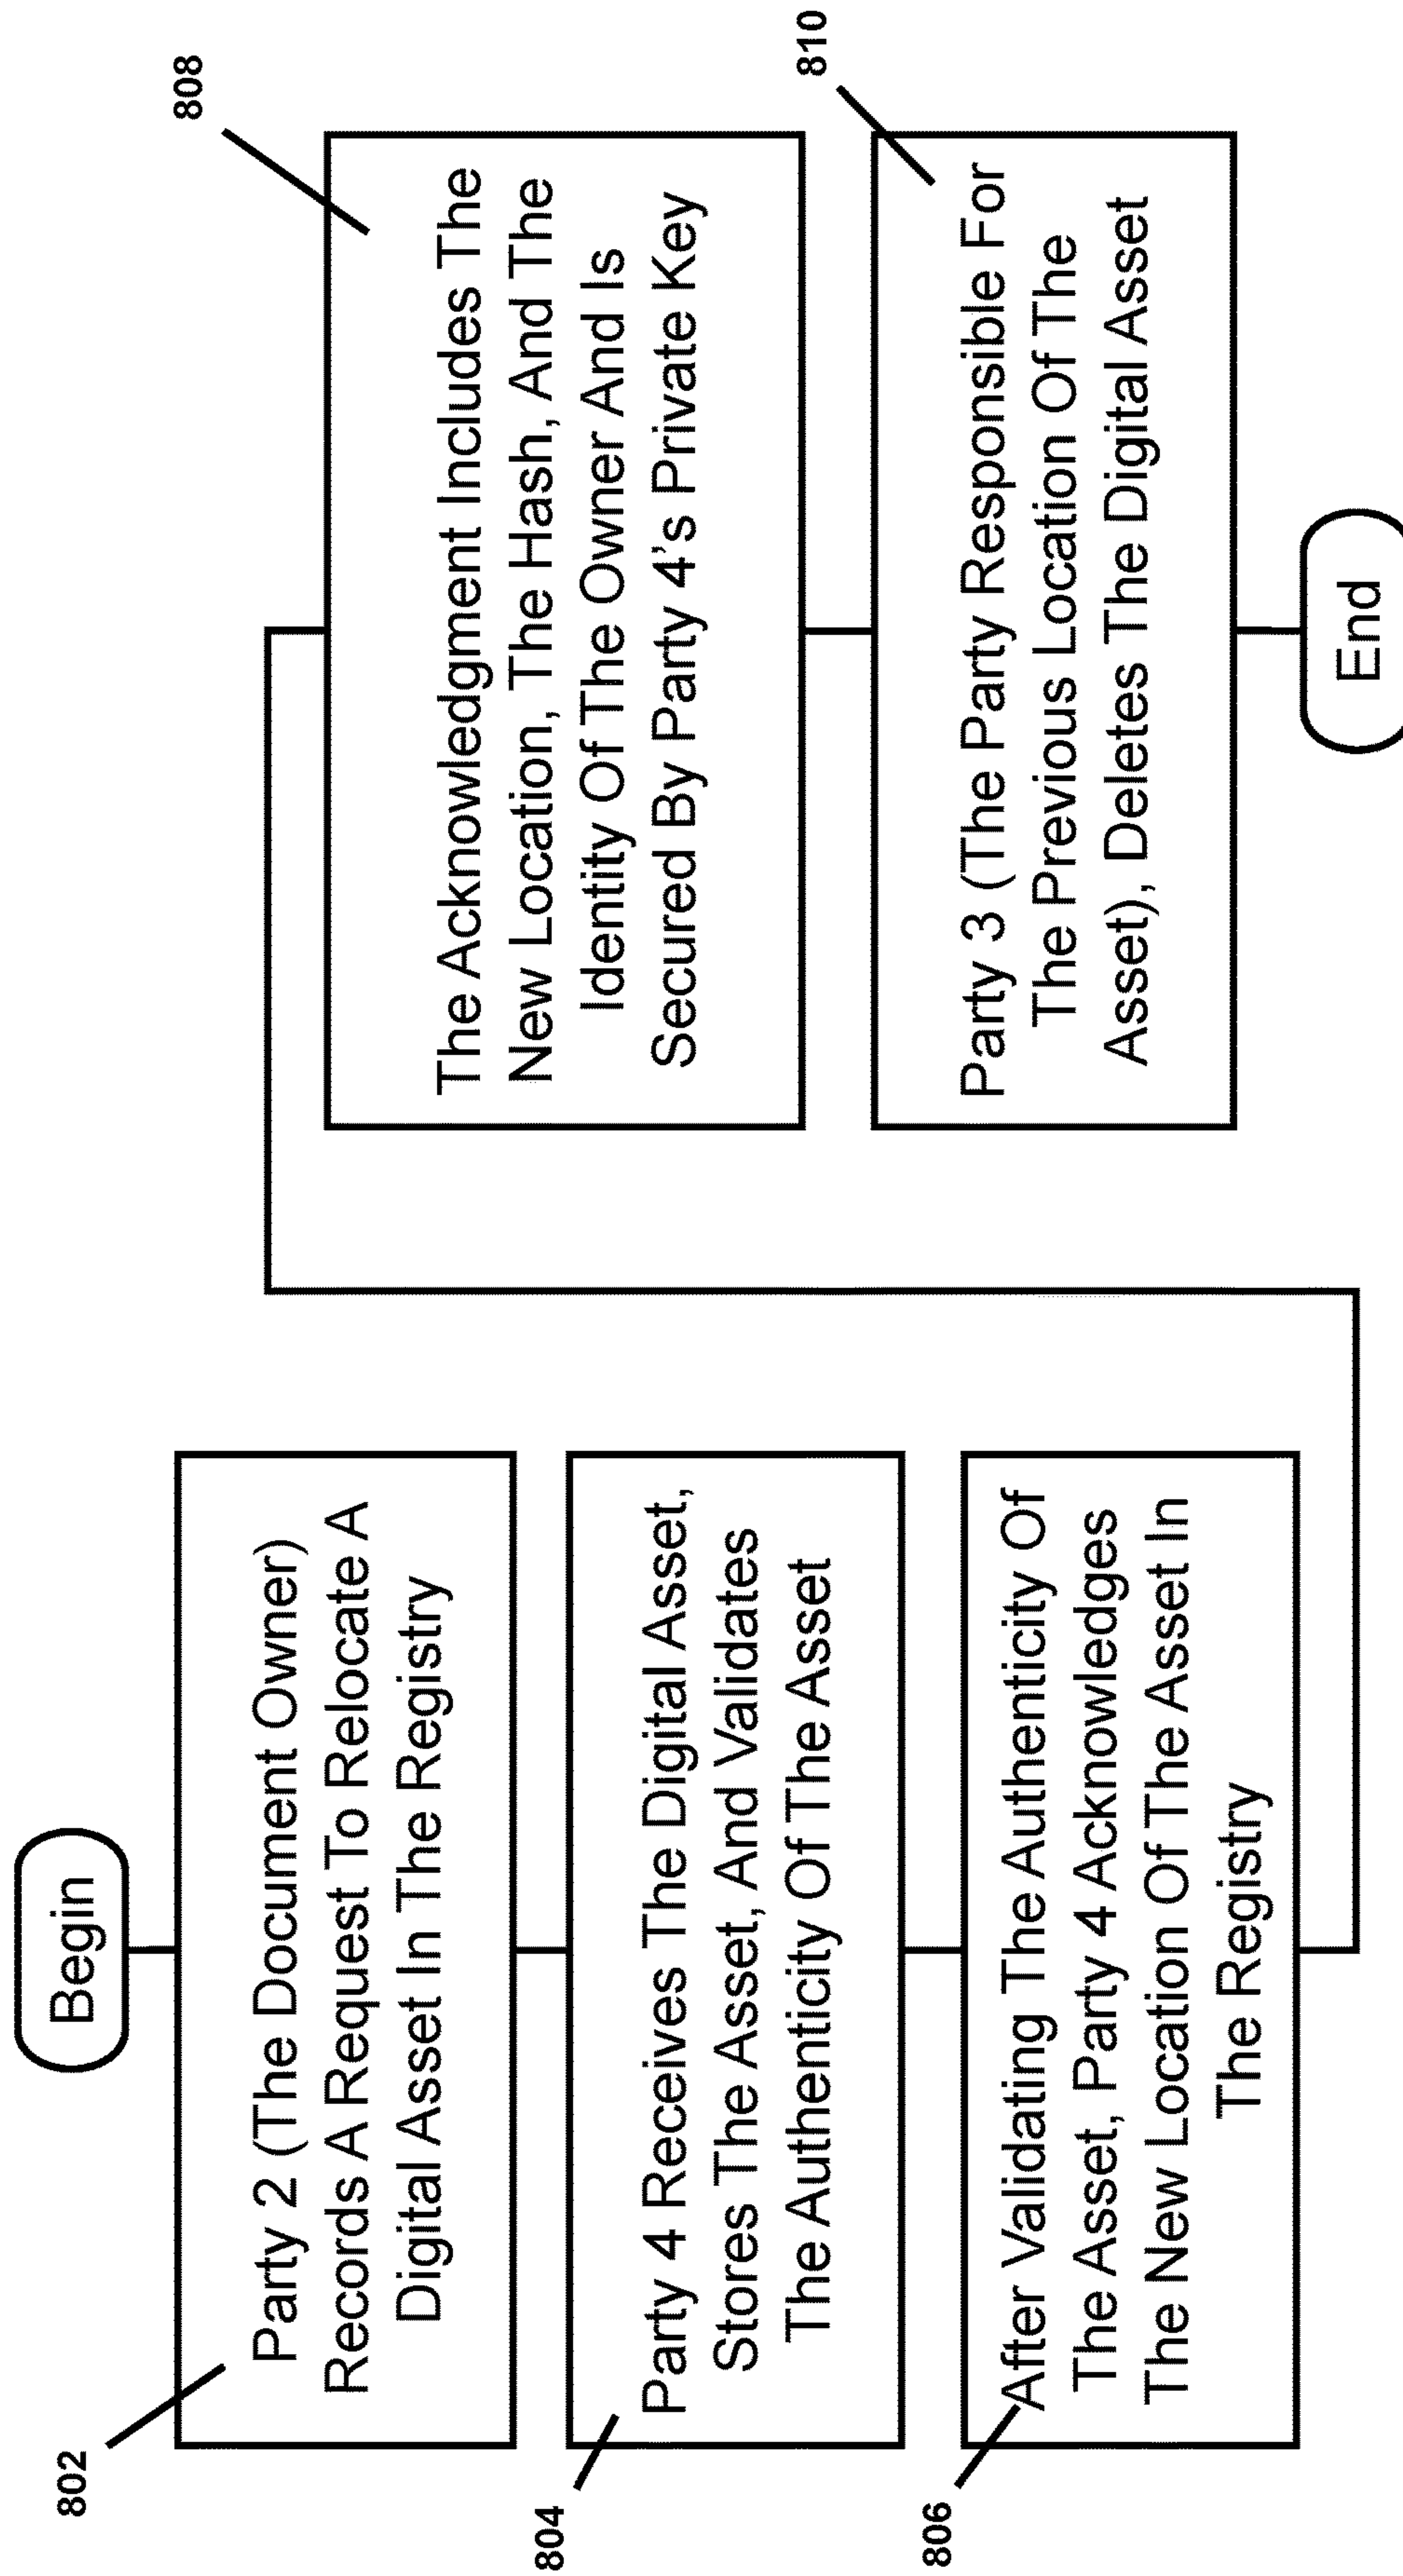 Begin
802
Party 2 (The Document Owner)
Records A Request To Relocate A
Digital Asset In The Registry
804
Party 4 Receives The Digital Asset,
Stores The Asset, And Validates
The Authenticity Of The Asset
806
After Validating The Authenticity Of
The Asset, Party 4 Acknowledges
The New Location Of The Asset In
The Registry
808
The Acknowledgment Includes The
New Location, The Hash, And The
Identity Of The Owner And Is
Secured By Party 4's Private Key
810
Party 3 (The Party Responsible For
The Previous Location Of The
Asset), Deletes The Digital Asset
End